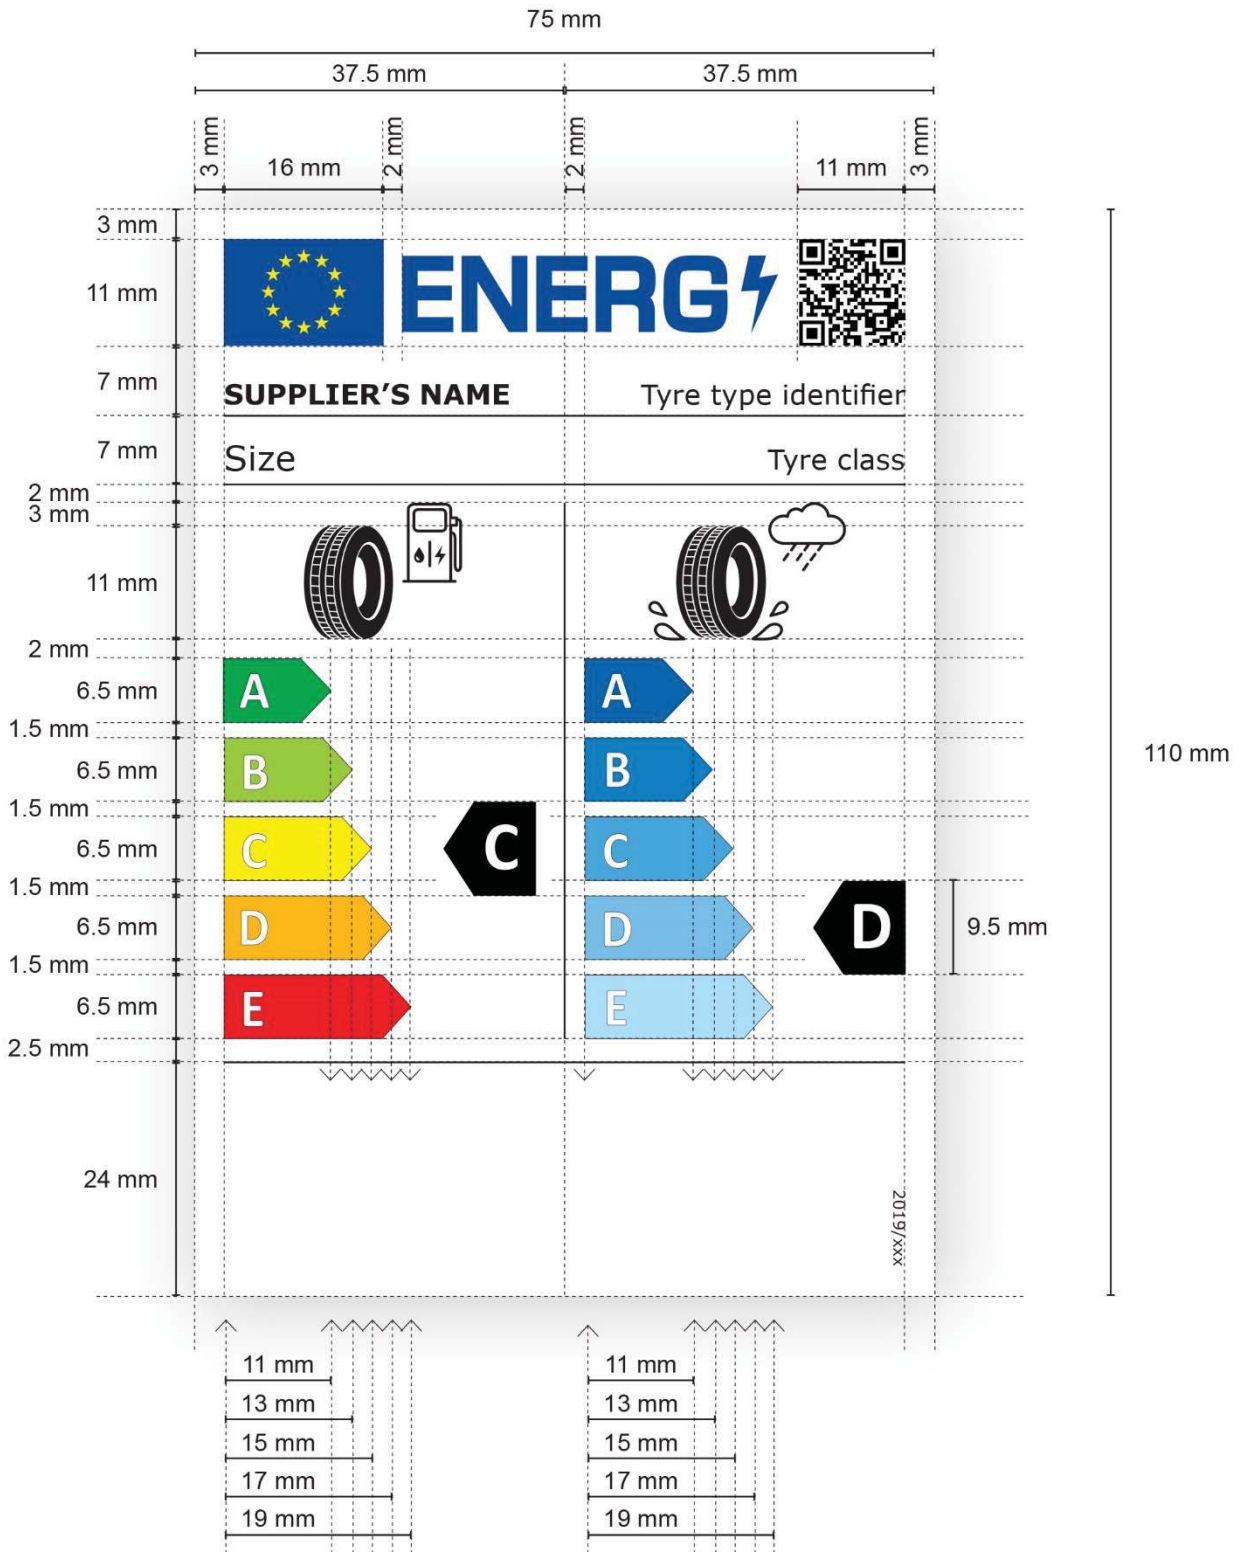 75 mm
37.5 mm 37.5 mm
3 mm 16 mm 2 mm 2 mm 11 mm 3 mm
3 mm
11 mm ENERG
7 mm SUPPLIER’S NAME Tyre type identifier
7 mm Size Tyre class
2 mm
3 mm
11 mm
2 mm
6.5 mm A A
1.5 mm
6.5 mm B B 110 mm
1.5 mm
6.5 mm C C C
1.5 mm
6.5 mm D D D 9.5 mm
1.5 mm
6.5 mm E E
2.5 mm
24 mm
2019/xxx
11 mm 11 mm
13 mm 13 mm
15 mm 15 mm
17 mm 17 mm
19 mm 19 mm